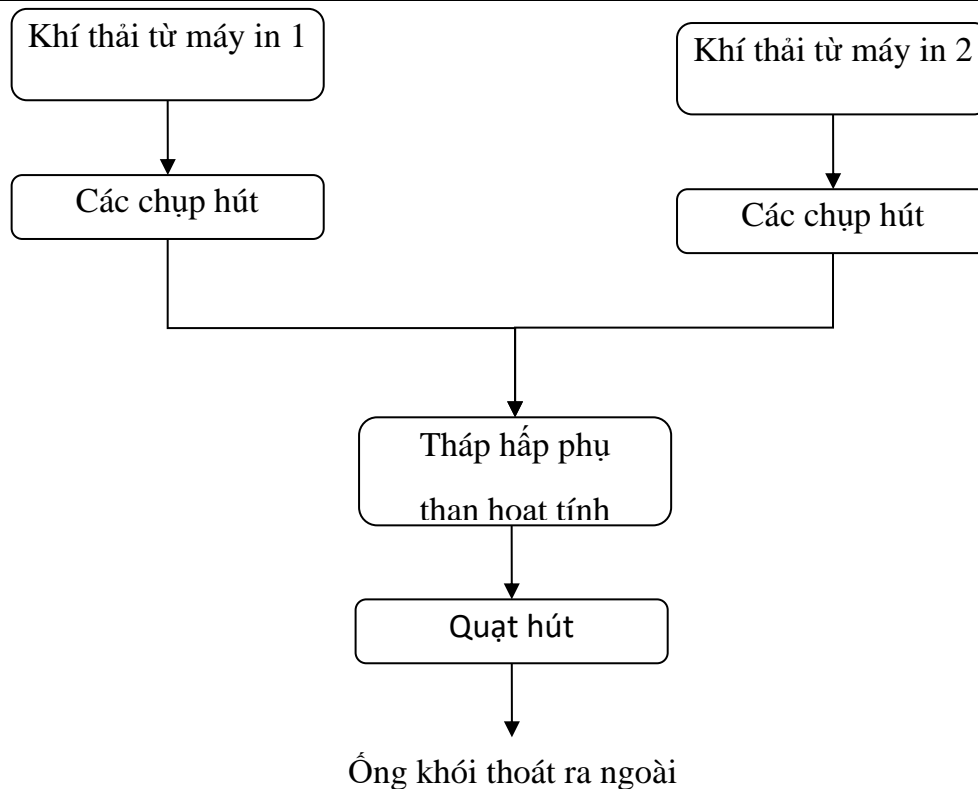 Khí thải từ máy in 1
Khí thải từ máy in 2
Các chụp hút
Các chụp hút
Tháp hấp phụ
than hoạt tính
Quạt hút
Ống khói thoát ra ngoài